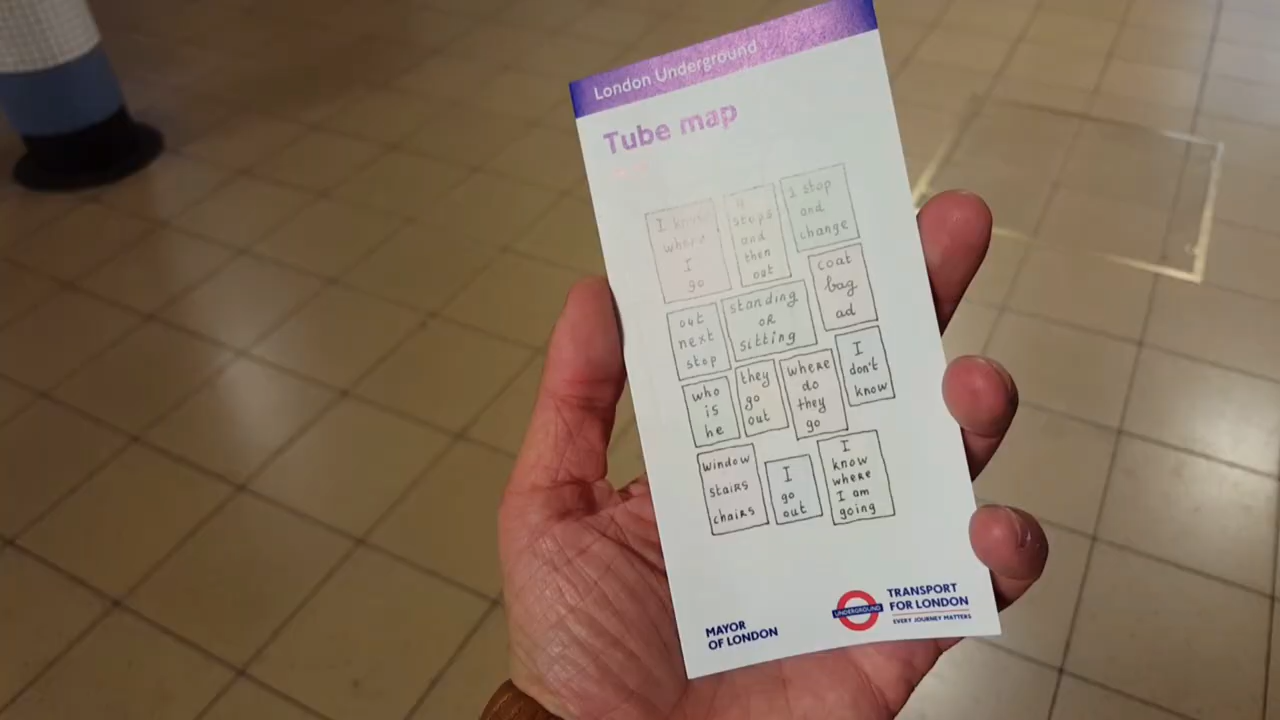 London Underground
Tube map
I know
where
I
go
4
stops
and
then
out
1 stop
and
change
out
next
stop
standing
OR
sitting
coat
bag
ad
who
is
he
they
go
out
wheRe
do
they
go
I
don't
know
window
staiRs
chaiRs
I
go
out
I
know
wheRe
I am
going
MAYOR
OF LONDON
UNDERGROUND
TRANSPORT
FOR LONDON
EVERY JOURNEY MATTERS